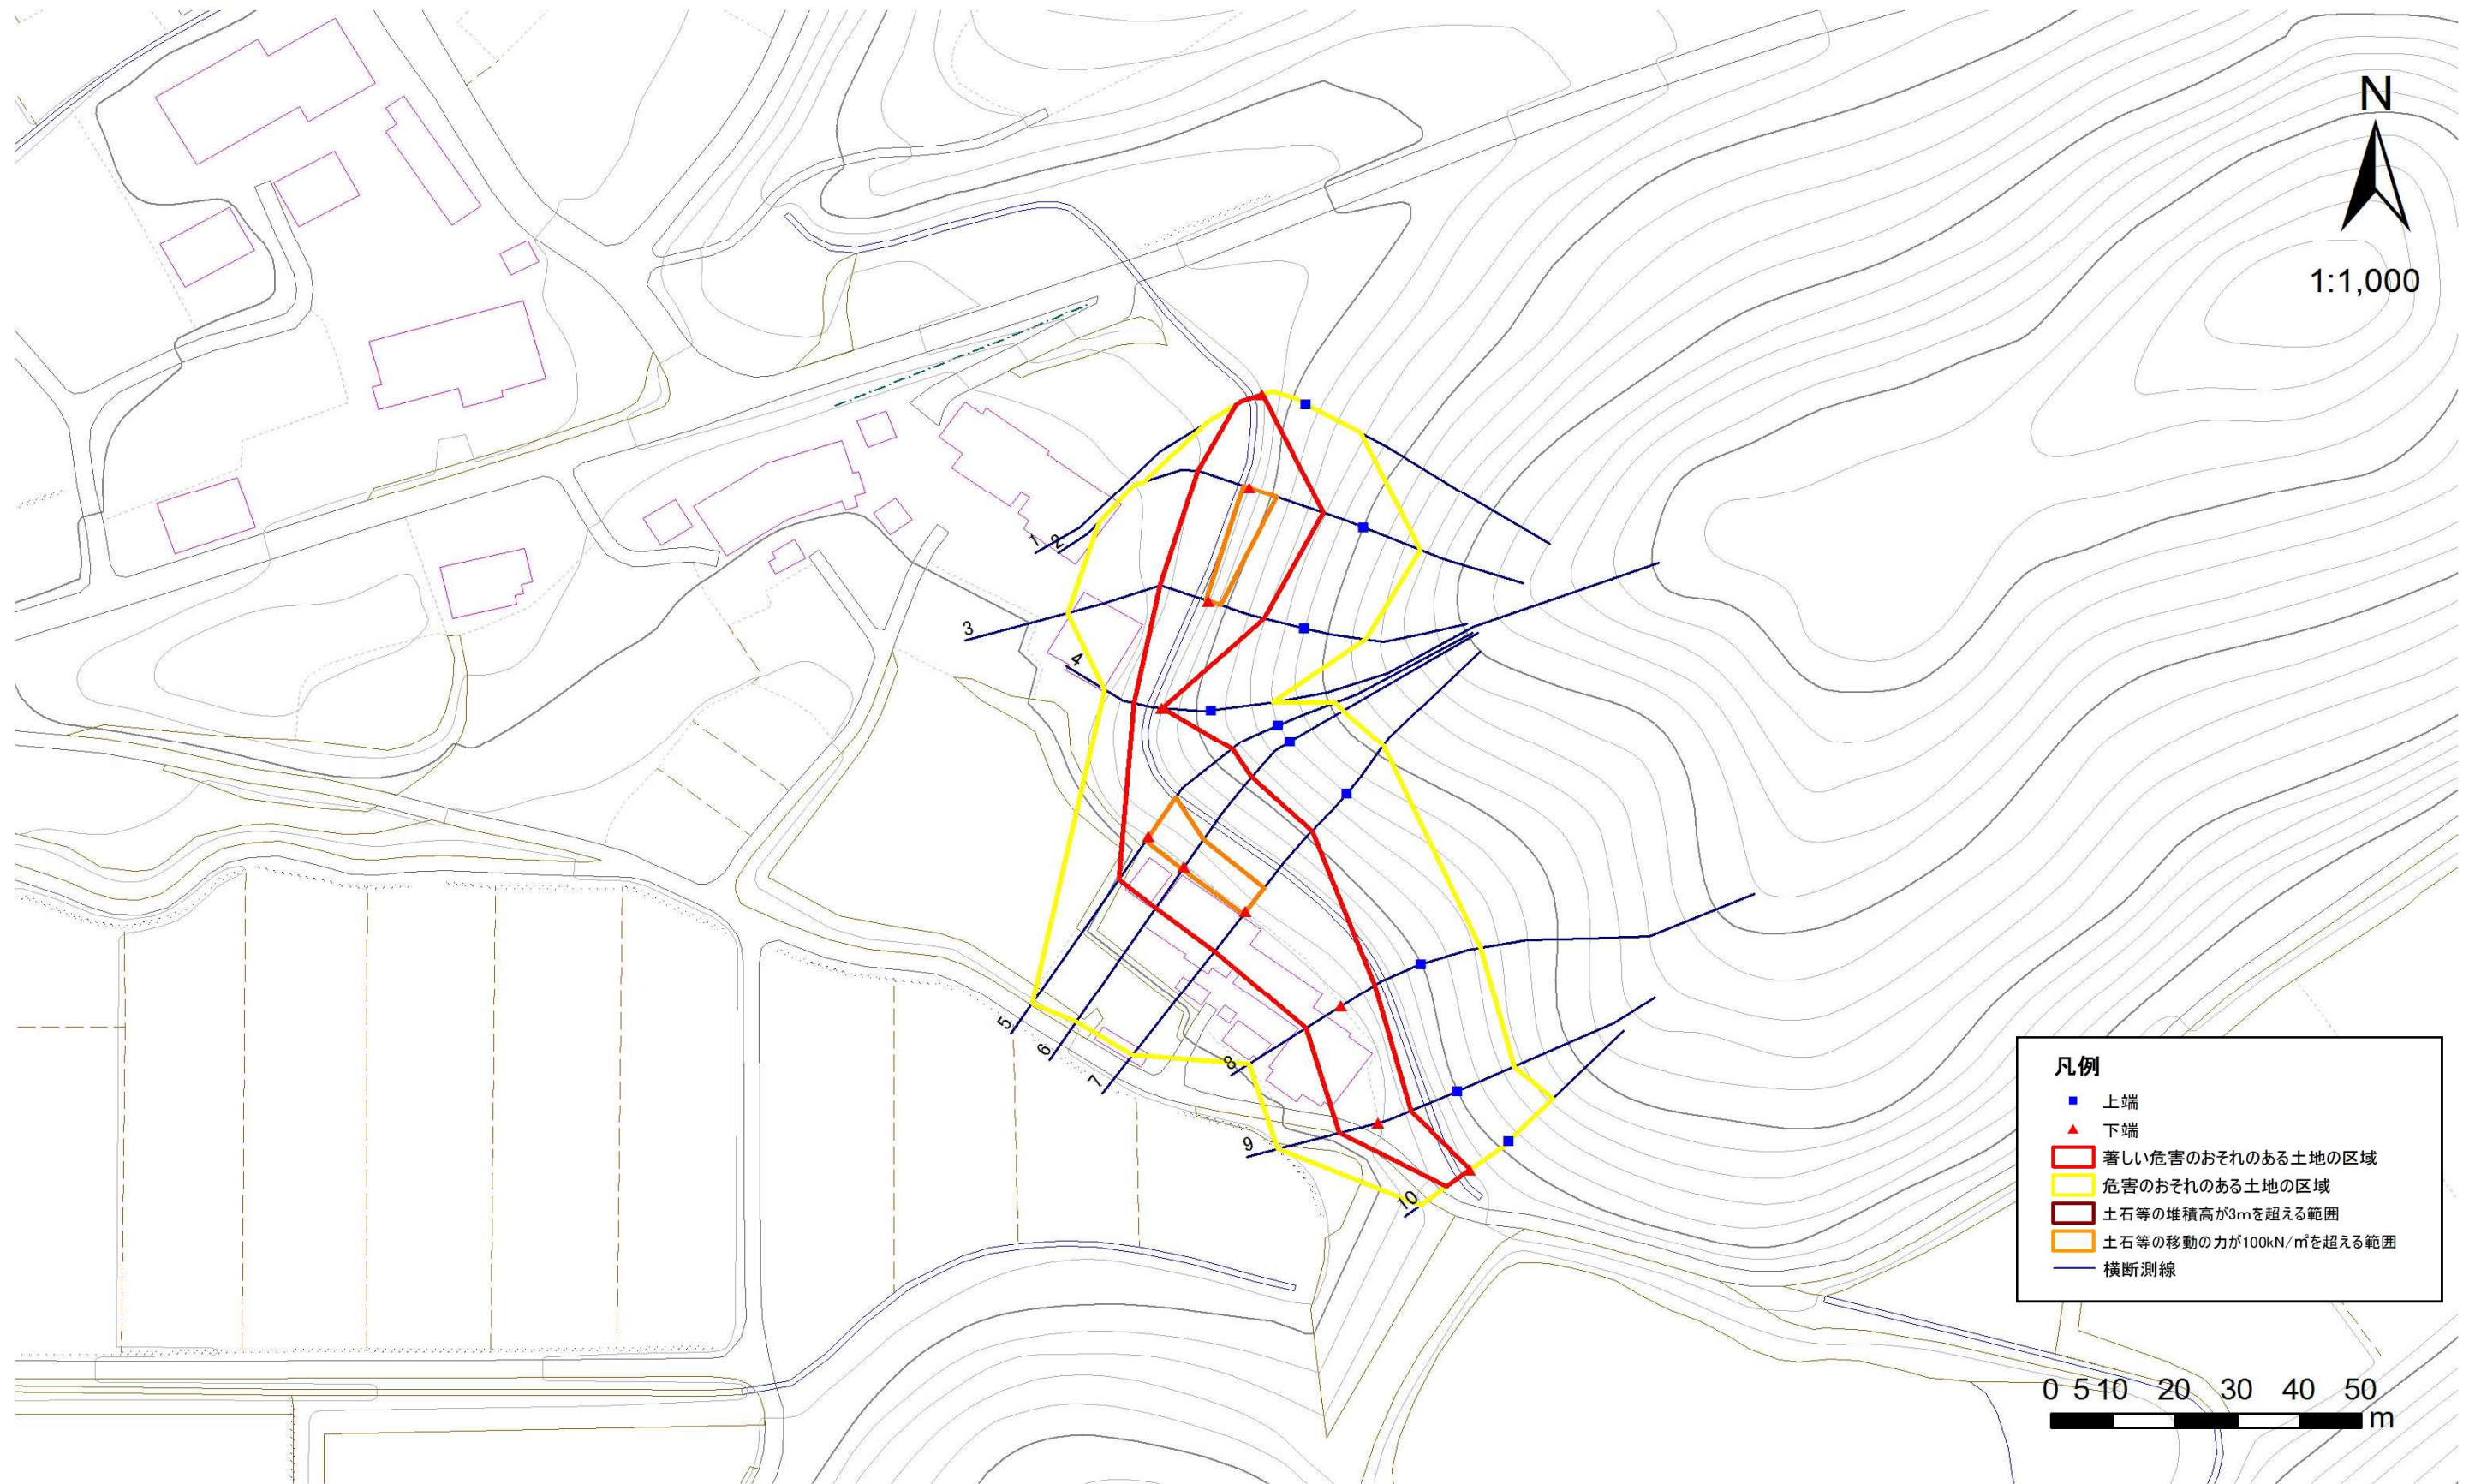 N
1:1,000
1
2
3
4
5
6
7
8
9
10
凡例
上端
下端
著しい危害のおそれのある土地の区域
危害のおそれのある土地の区域
土石等の堆積高が3mを超える範囲
土石等の移動の力が100kN/㎡を超える範囲
横断測線
0 5 10 20 30 40 50
m